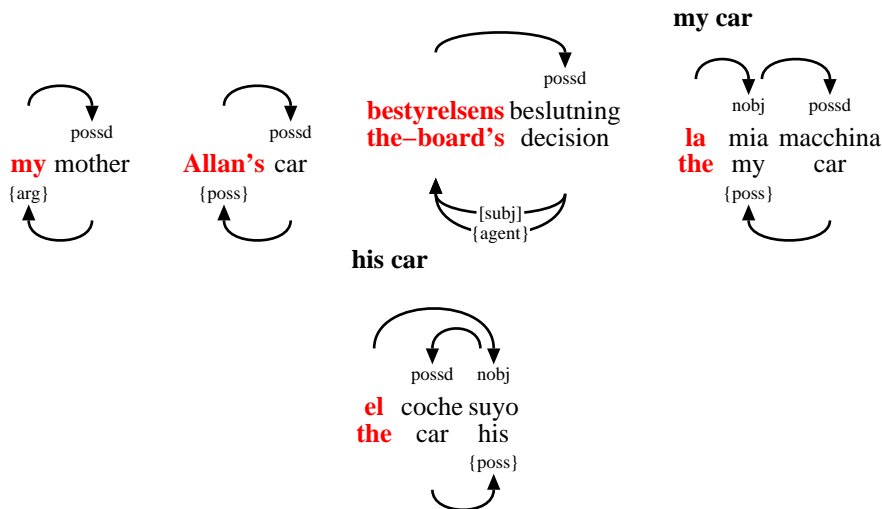 my car
possd
possd
possd
nobj possd
my mother
{arg}
Allan's car
{poss}
bestyrelsens beslutning
the–board's decision
[subj]
{agent}
la mia macchina
the my car
{poss}
his car
possd nobj
el coche suyo
the car his
{poss}